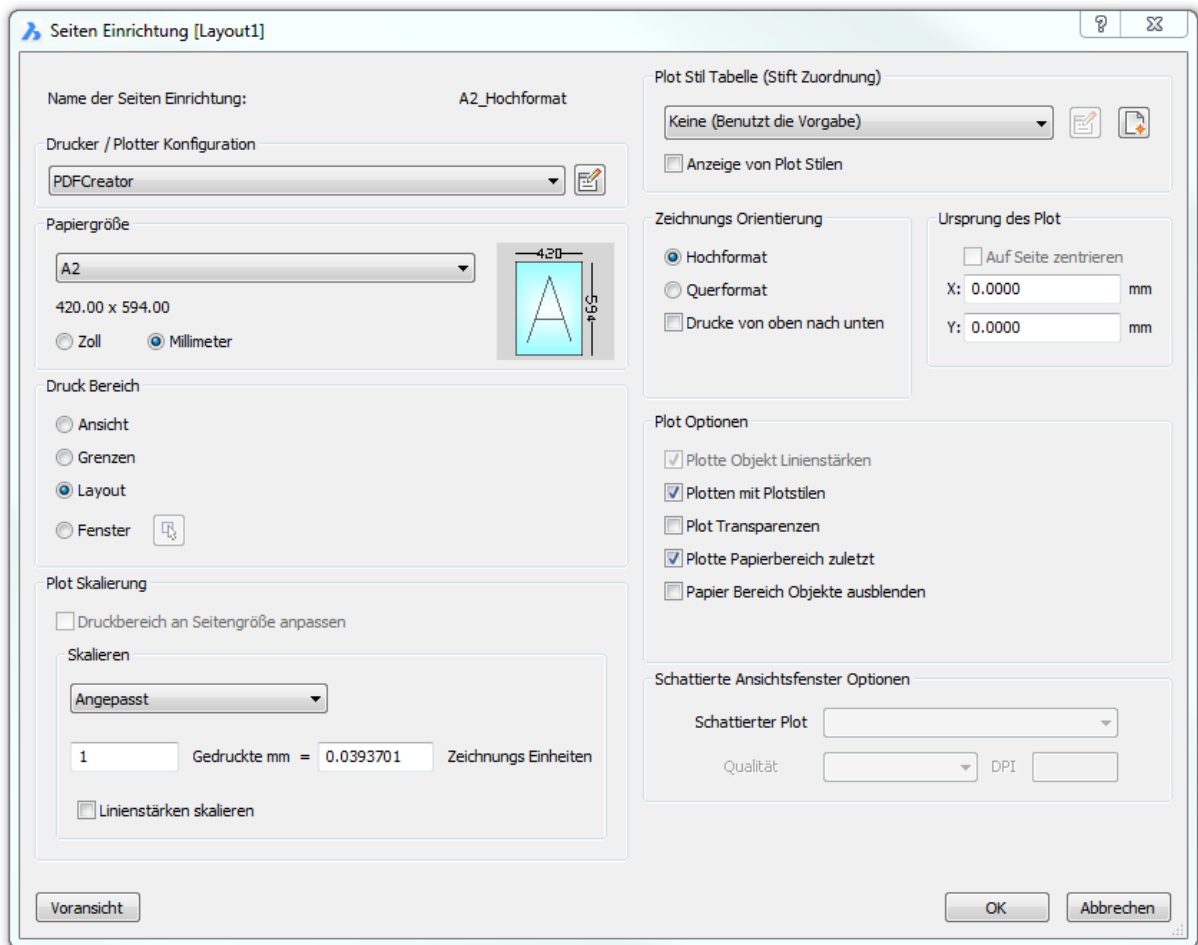 Seiten Einrichtung [Layout1]
Name der Seiten Einrichtung: A2_Hochformat
Drucker / Plotter Konfiguration
PDFCreator
Papiergröße
A2
420.00 x 594.00
Zoll Millimeter
420
594
A
Druck Bereich
Ansicht
Grenzen
Layout
Fenster
Plot Skalierung
Druckbereich an Seitengröße anpassen
Skalieren
Angepasst
1 Gedruckte mm = 0.0393701 Zeichnungs Einheiten
Linienstärken skalieren
Plot Stil Tabelle (Stift Zuordnung)
Keine (Benutzt die Vorgabe)
Anzeige von Plot Stilen
Zeichnungs Orientierung
Hochformat
Querformat
Drucke von oben nach unten
Ursprung des Plot
Auf Seite zentrieren
X: 0.0000 mm
Y: 0.0000 mm
Plot Optionen
Plotte Objekt Linienstärken
Plotten mit Plotstilen
Plot Transparenzen
Plotte Papierbereich zuletzt
Papier Bereich Objekte ausblenden
Schattierte Ansichtsfenster Optionen
Schattierter Plot
Qualität DPI
Voransicht OK Abbrechen